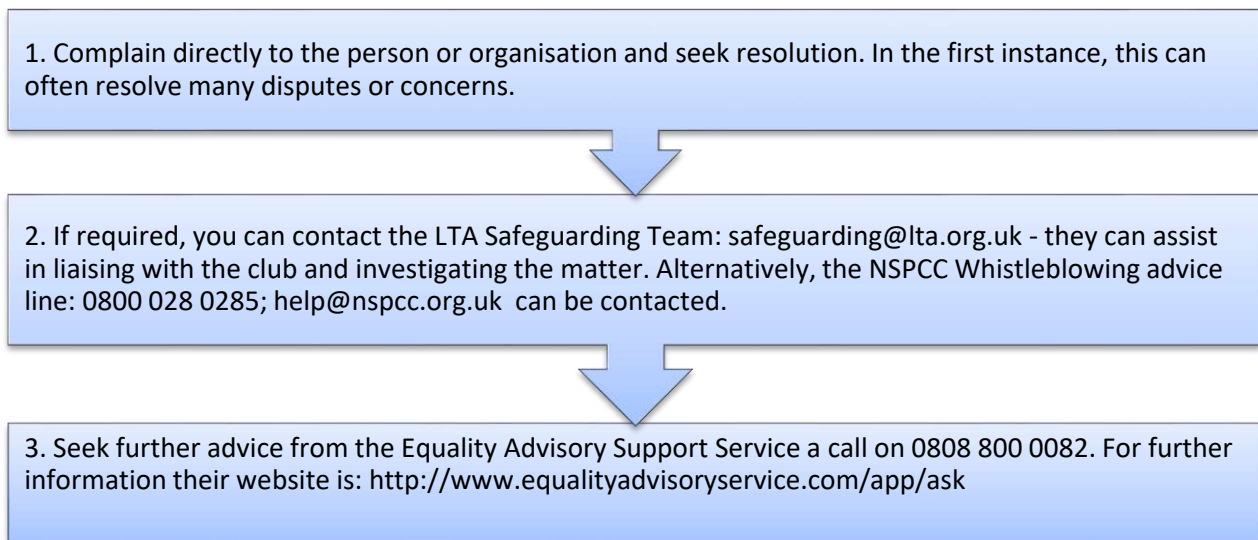 1. Complain directly to the person or organisation and seek resolution. In the first instance, this can
often resolve many disputes or concerns.
2. If required, you can contact the LTA Safeguarding Team: safeguarding@lta.org.uk - they can assist
in liaising with the club and investigating the matter. Alternatively, the NSPCC Whistleblowing advice
line: 0800 028 0285; help@nspcc.org.uk  can be contacted.
3. Seek further advice from the Equality Advisory Support Service a call on 0808 800 0082. For further
information their website is: http://www.equalityadvisoryservice.com/app/ask